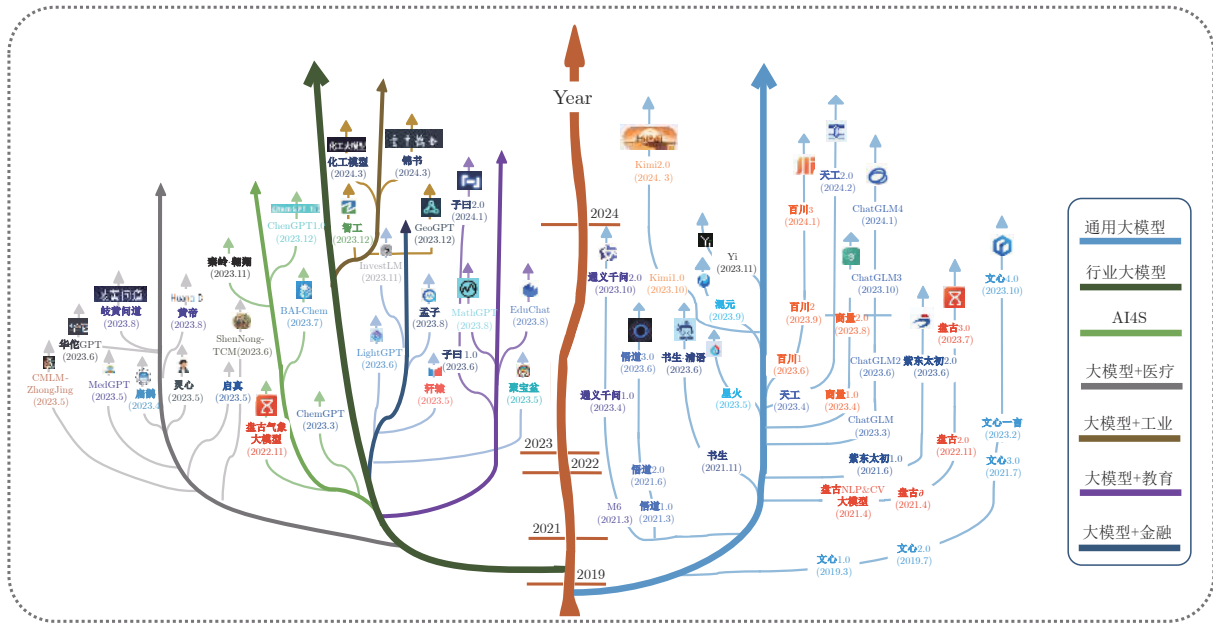 Year
2024
2023
2022
2021
2019
化工模型
(2024.3)
锦书
(2024.3)
子曰2.0
(2024.1)
ChenGPT1.0
(2023.12)
智工
(2023.12)
GeoGPT
(2023.12)
秦岭·翱翔
(2023.11)
InvestLM
(2023.11)
岐黄问道
(2023.8)
黄帝
(2023.8)
BAI-Chem
(2023.7)
孟子
(2023.8)
MathGPT
(2023.8)
EduChat
(2023.8)
华佗GPT
(2023.6)
ShenNong-
TCM(2023.6)
LightGPT
(2023.6)
子曰1.0
(2023.6)
CMLM-
ZhongJing
(2023.5)
MedGPT
(2023.5)
扁鹊
(2023.4
灵心
(2023.5)
启真
(2023.5)
轩辕
(2023.5)
聚宝盆
(2023.5)
盘古气象
大模型
(2022.11)
ChemGPT
(2023.3)
Kimi2.0
(2024. 3)
天工2.0
(2024.2)
百川3
(2024.1)
ChatGLM4
(2024.1)
Yi
(2023.11)
通义千问2.0
(2023.10)
Kimi1.0
(2023.10)
ChatGLM3
(2023.10)
文心4.0
(2023.10)
混元
(2023.9)
百川2
(2023.9)
商量2.0
(2023.8)
盘古3.0
(2023.7)
悟道3.0
(2023.6)
书生·浦语
(2023.6)
百川1
(2023.6)
ChatGLM2
(2023.6)
紫东太初2.0
(2023.6)
通义千问1.0
(2023.4)
星火
(2023.5)
天工
(2023.4)
商量1.0
(2023.4)
ChatGLM
(2023.3)
文心一言
(2023.2)
书生
(2021.11)
紫东太初1.0
(2021.6)
盘古2.0
(2022.11)
文心3.0
(2021.7)
悟道2.0
(2021.6)
M6
(2021.3)
悟道1.0
(2021.3)
盘古NLP&CV
大模型
(2021.4)
盘古∂
(2021.4)
文心1.0
(2019.3)
文心2.0
(2019.7)
通用大模型
行业大模型
AI4S
大模型+医疗
大模型+工业
大模型+教育
大模型+金融